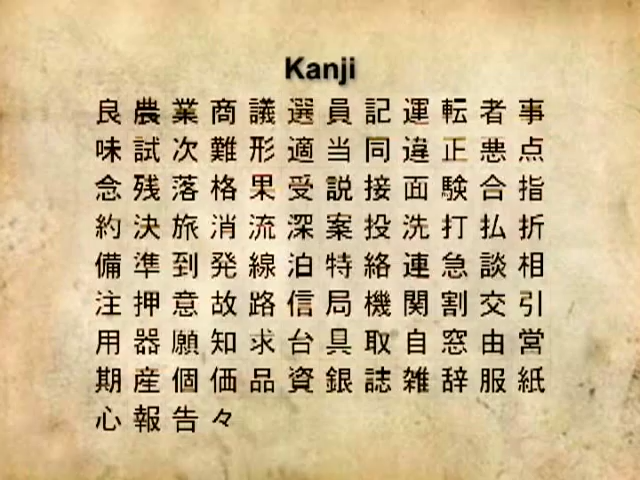 Kanji
良農業商議選員記運転者事
味試次難形適当同違正悪点
念残落格果受説接面験合指
約決旅消流深案投洗打払折
備準到発線泊特絡連急談相
注押意故路信局機関割交引
用器願知求台具取自窓由営
期産個価品資銀誌雑辞服紙
心報告々